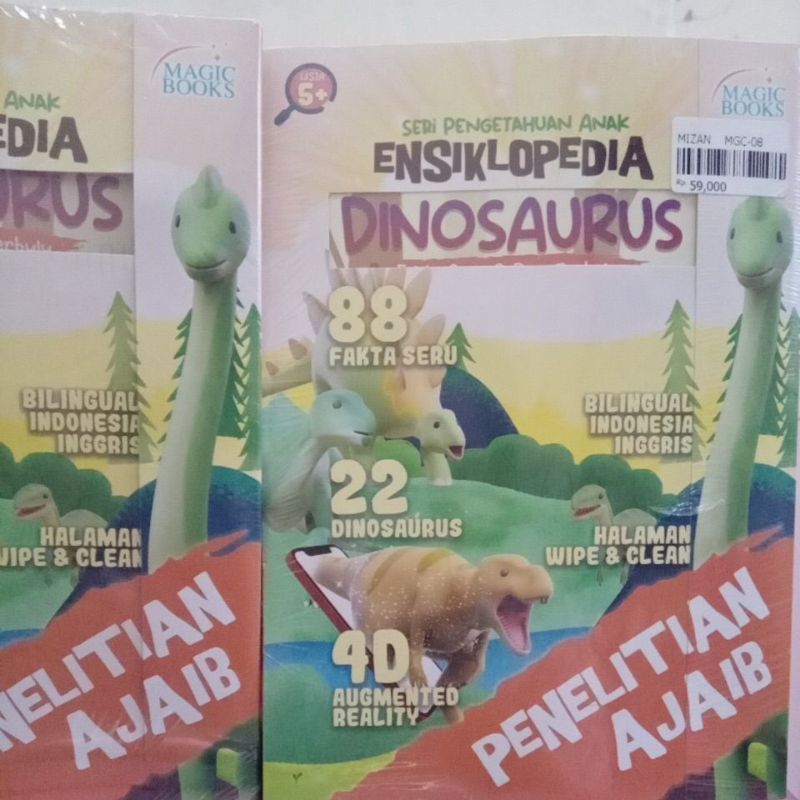 ANAK
EDIA
RUS
MAGIC
BOOKS
BILINGUAL
INDONESIA
INGGRIS
HALAMAN
WIPE & CLEAN
NELITIAN
AJAIB
USIA
5+
SERI PENGETAHUAN ANAK
ENSIKLOPEDIA
DINOSAURUS
MAGIC
BOOKS
MIZAN MGC-08
Rp 59,000
88
FAKTA SERU
BILINGUAL
INDONESIA
INGGRIS
22
DINOSAURUS
HALAMAN
WIPE & CLEAN
4D
AUGMENTED
REALITY
PENELITIAN
AJAIB